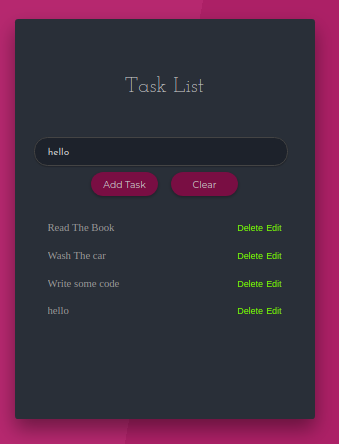 Task List
hello
Add Task Clear
Read The Book Delete Edit
Wash The car Delete Edit
Write some code Delete Edit
hello Delete Edit